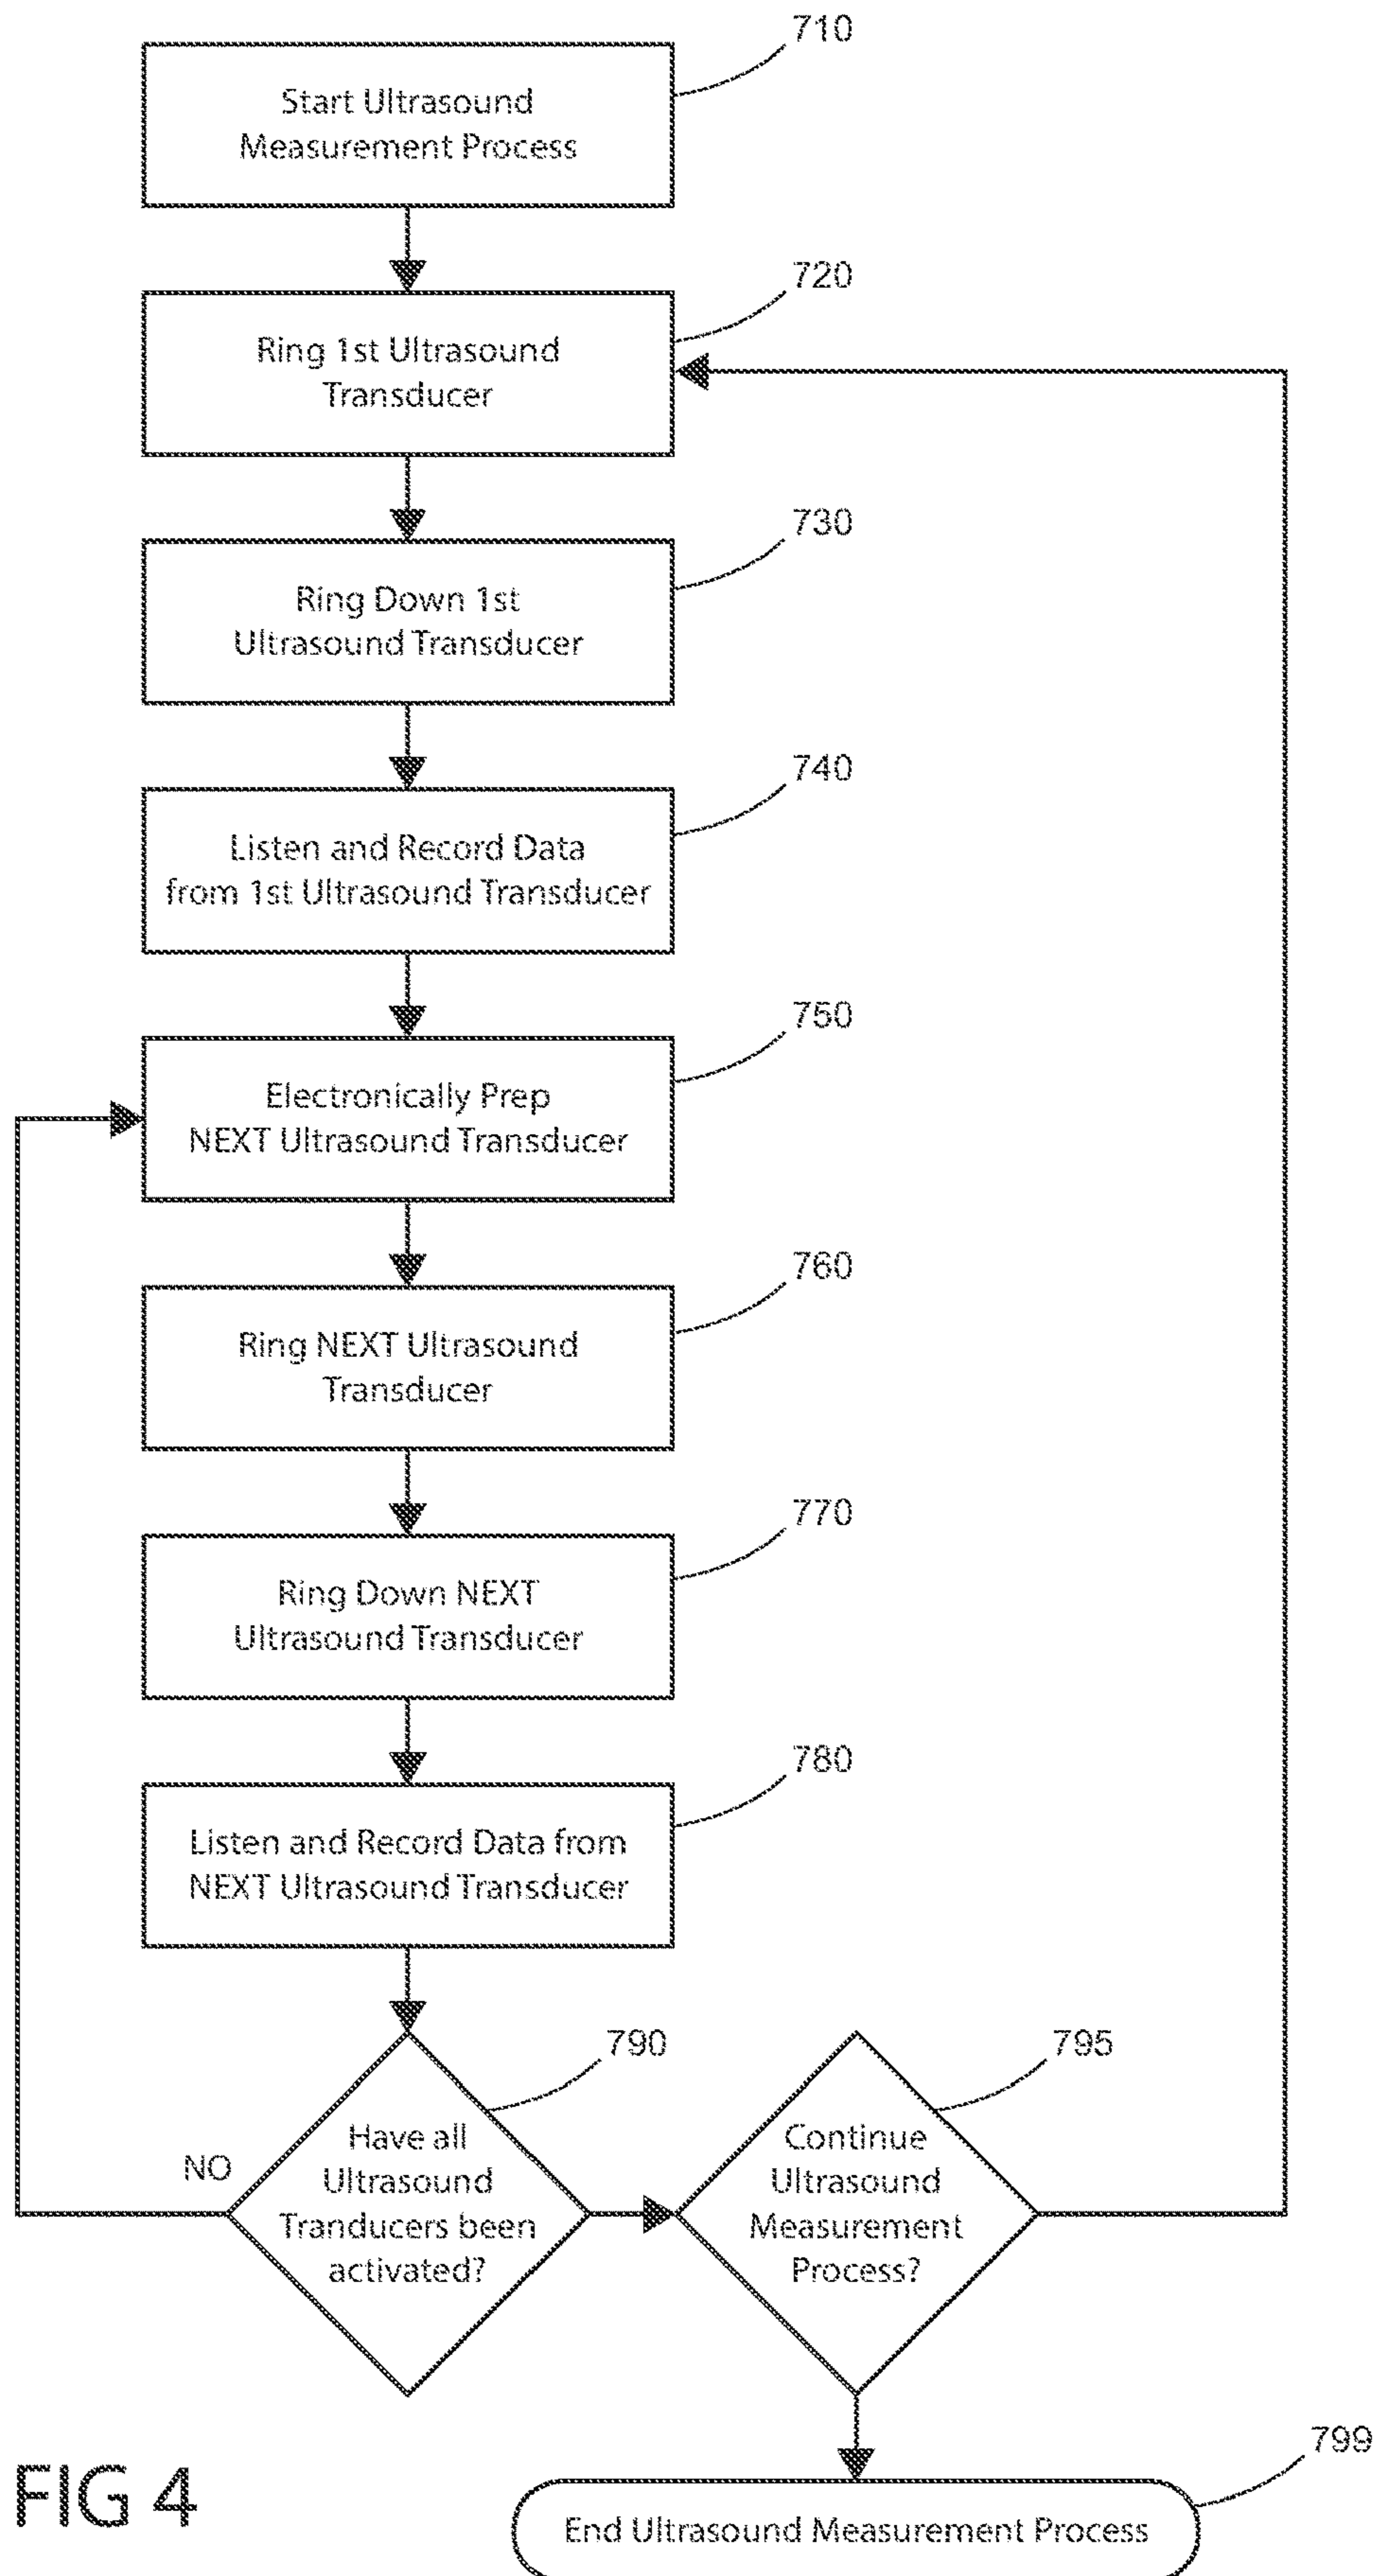 710
Start Ultrasound
Measurement Process
720
Ring 1st Ultrasound
Transducer
730
Ring Down 1st
Ultrasound Transducer
740
Listen and Record Data
from 1st Ultrasound Transducer
750
Electronically Prep
NEXT Ultrasound Transducer
760
Ring NEXT Ultrasound
Transducer
770
Ring Down NEXT
Ultrasound Transducer
780
Listen and Record Data from
NEXT Ultrasound Transducer
790
NO
Have all
Ultrasound
Tranducers been
activated?
795
Continue
Ultrasound
Measurement
Process?
799
End Ultrasound Measurement Process
FIG 4